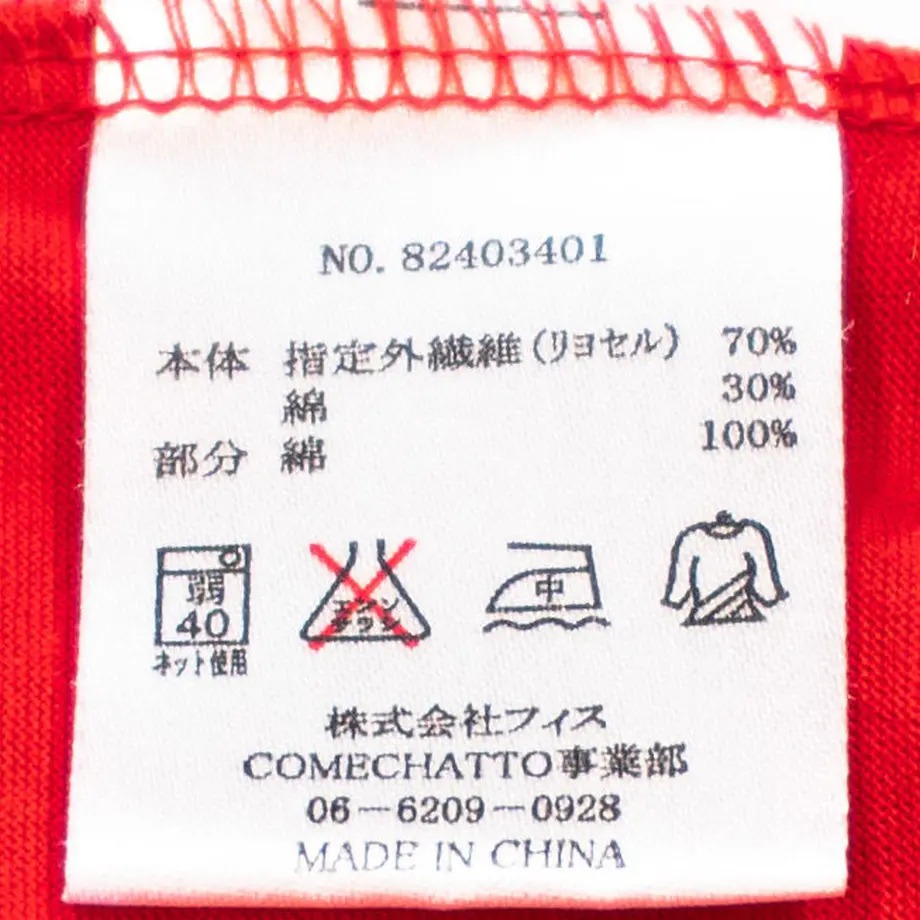 NO. 82403401
本体 指定外繊維(リヨセル) 70%
綿 30%
部分 綿 100%
弱
40
ネット使用
エンソ
サラシ
中
株式会社フィス
COMECHATTO事業部
06-6209-0928
MADE IN CHINA